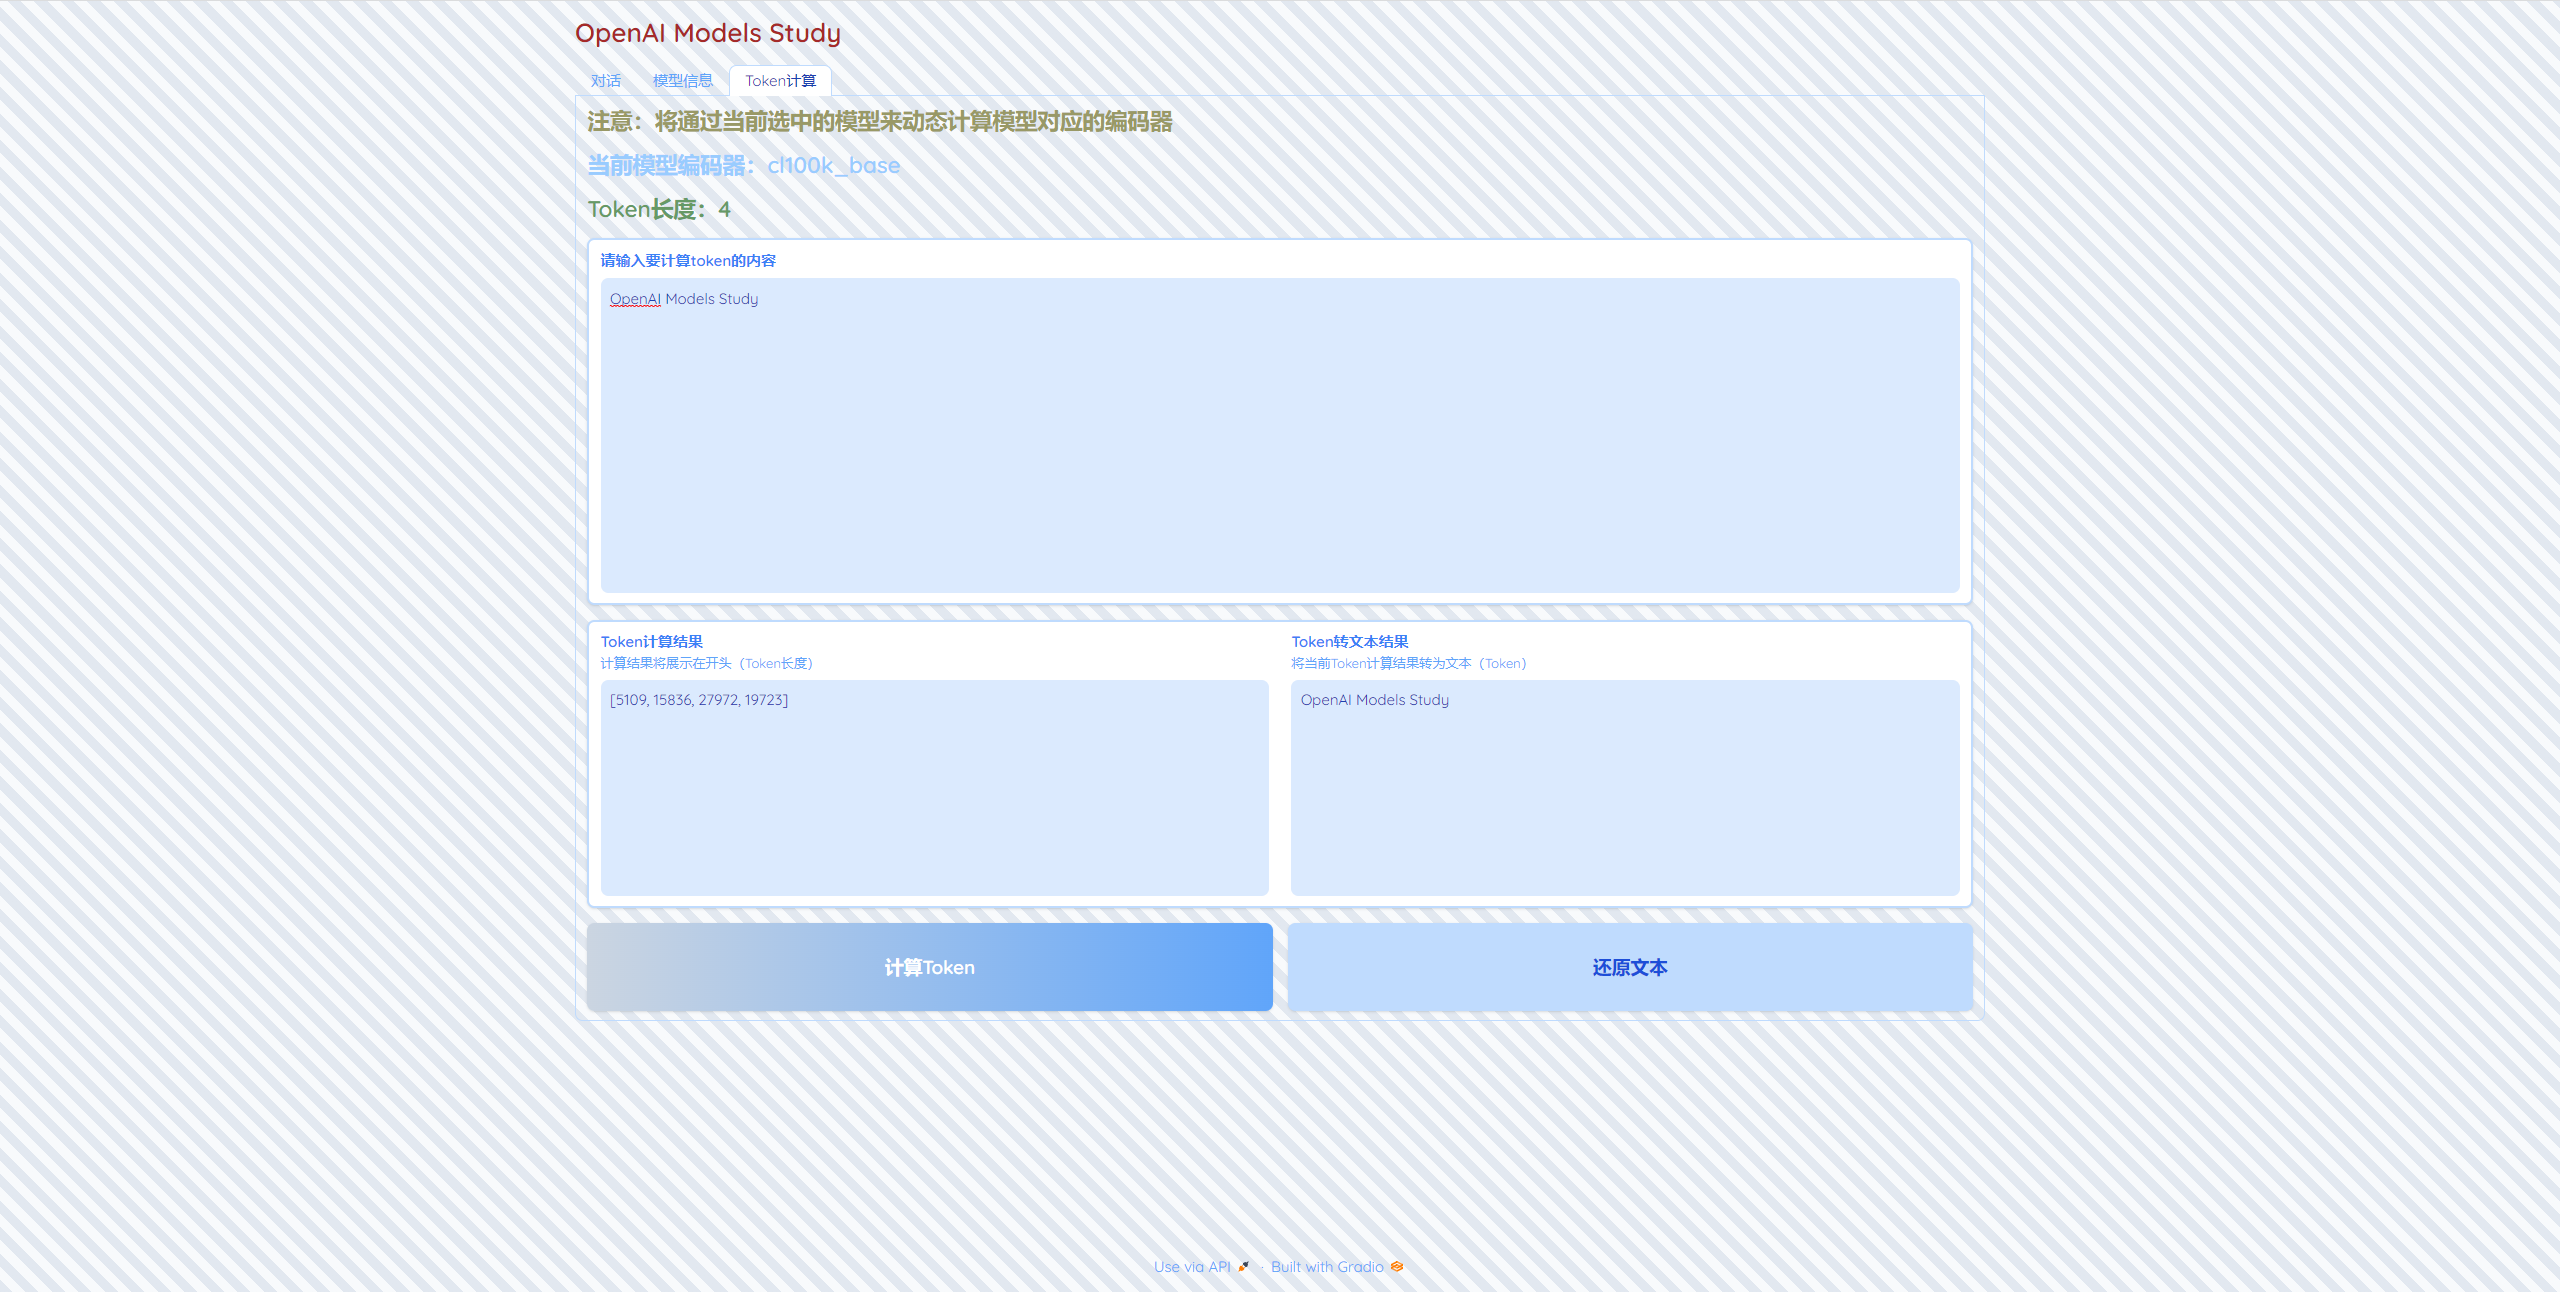 OpenAI Models Study
对话 模型信息 Token计算
注意：将通过当前选中的模型来动态计算模型对应的编码器
当前模型编码器：cl100k_base
Token长度：4
请输入要计算token的内容
OpenAI Models Study
Token计算结果
计算结果将展示在开头（Token长度）
[5109, 15836, 27972, 19723]
Token转文本结果
将当前Token计算结果转为文本（Token）
OpenAI Models Study
计算Token
还原文本
Use via API · Built with Gradio